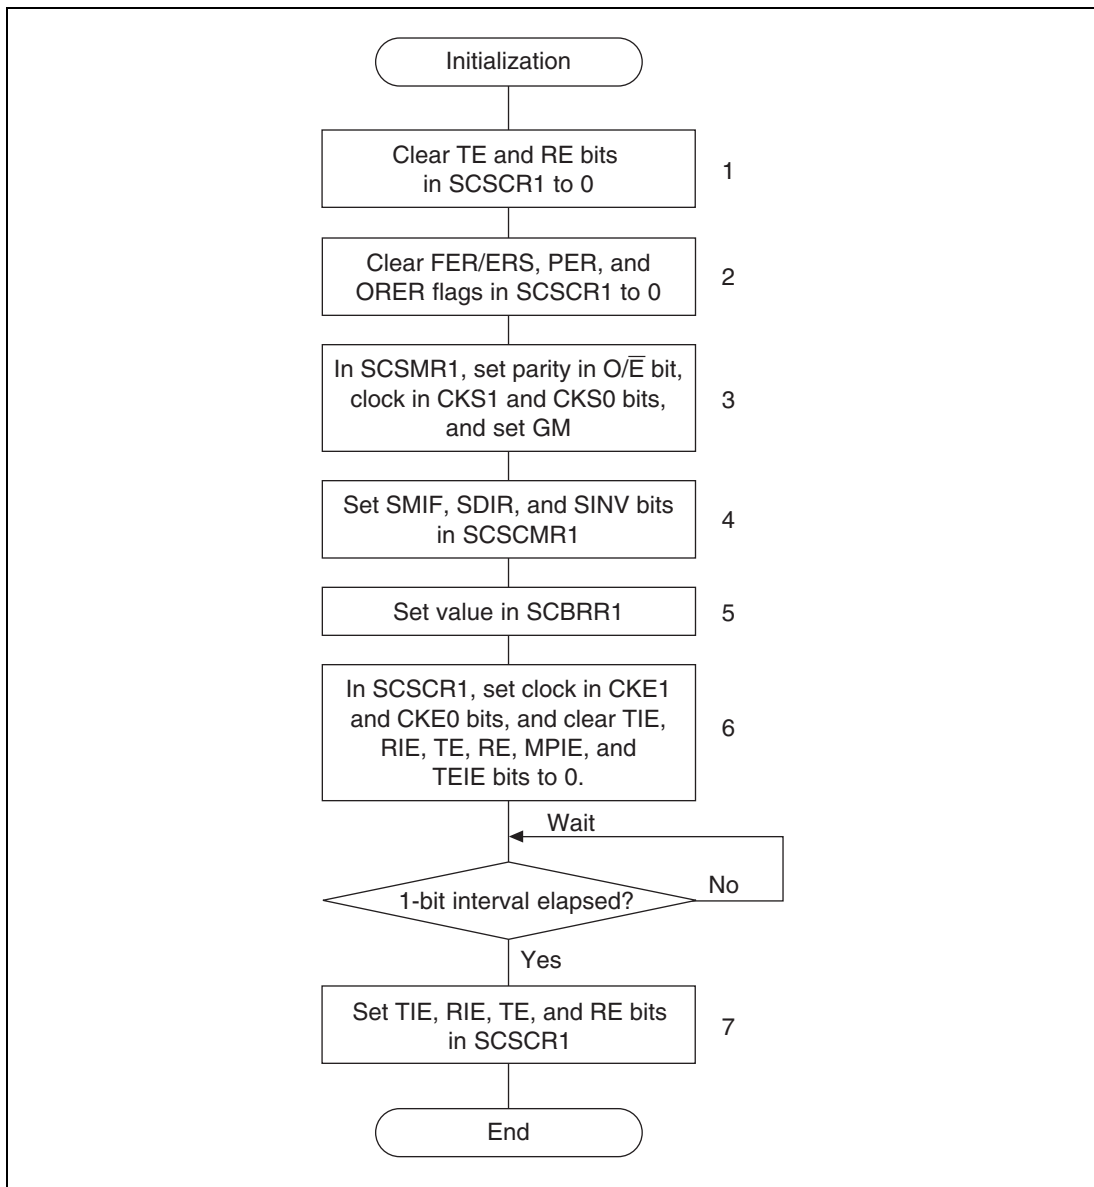 Initialization
Clear TE and RE bits
in SCSCR1 to 0
1
Clear FER/ERS, PER, and
ORER flags in SCSCR1 to 0
2
In SCSMR1, set parity in O/E̅ bit,
clock in CKS1 and CKS0 bits,
and set GM
3
Set SMIF, SDIR, and SINV bits
in SCSCMR1
4
Set value in SCBRR1
5
In SCSCR1, set clock in CKE1
and CKE0 bits, and clear TIE,
RIE, TE, RE, MPIE, and
TEIE bits to 0.
6
Wait
1-bit interval elapsed?
No
Yes
Set TIE, RIE, TE, and RE bits
in SCSCR1
7
End